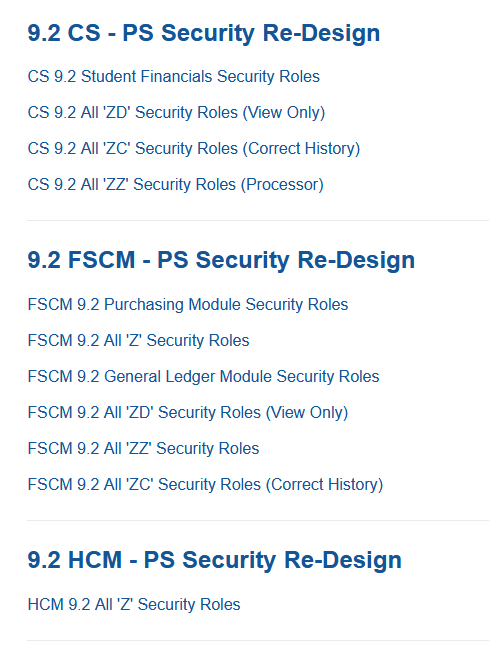 9.2 CS - PS Security Re-Design
CS 9.2 Student Financials Security Roles
CS 9.2 All 'ZD' Security Roles (View Only)
CS 9.2 All 'ZC' Security Roles (Correct History)
CS 9.2 All 'ZZ' Security Roles (Processor)
9.2 FSCM - PS Security Re-Design
FSCM 9.2 Purchasing Module Security Roles
FSCM 9.2 All 'Z' Security Roles
FSCM 9.2 General Ledger Module Security Roles
FSCM 9.2 All 'ZD' Security Roles (View Only)
FSCM 9.2 All 'ZZ' Security Roles
FSCM 9.2 All 'ZC' Security Roles (Correct History)
9.2 HCM - PS Security Re-Design
HCM 9.2 All 'Z' Security Roles